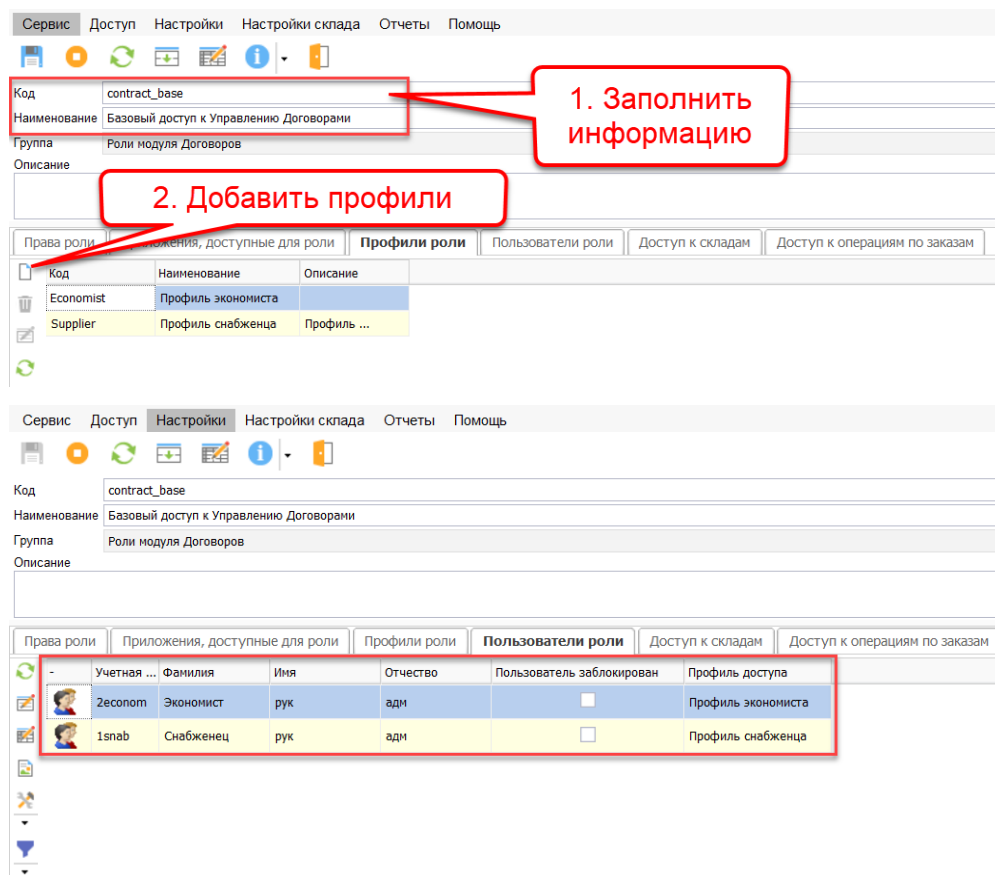 Сервис Доступ Настройки Настройки склада Отчеты Помощь
Код contract_base
Наименование Базовый доступ к Управлению Договорами
1. Заполнить
информацию
Группа Роли модуля Договоров
Описание
2. Добавить профили
Права роли доступные для роли Профили роли Пользователи роли Доступ к складам Доступ к операциям по заказам
Код Наименование Описание
Economist Профиль экономиста
Supplier Профиль снабженца Профиль ...
Сервис Доступ Настройки Настройки склада Отчеты Помощь
Код contract_base
Наименование Базовый доступ к Управлению Договорами
Группа Роли модуля Договоров
Описание
Права роли Приложения, доступные для роли Профили роли Пользователи роли Доступ к складам Доступ к операциям по заказам
- Учетная ... Фамилия Имя Отчество Пользователь заблокирован Профиль доступа
2econom Экономист рук адм Профиль экономиста
1snab Снабженец рук адм Профиль снабженца